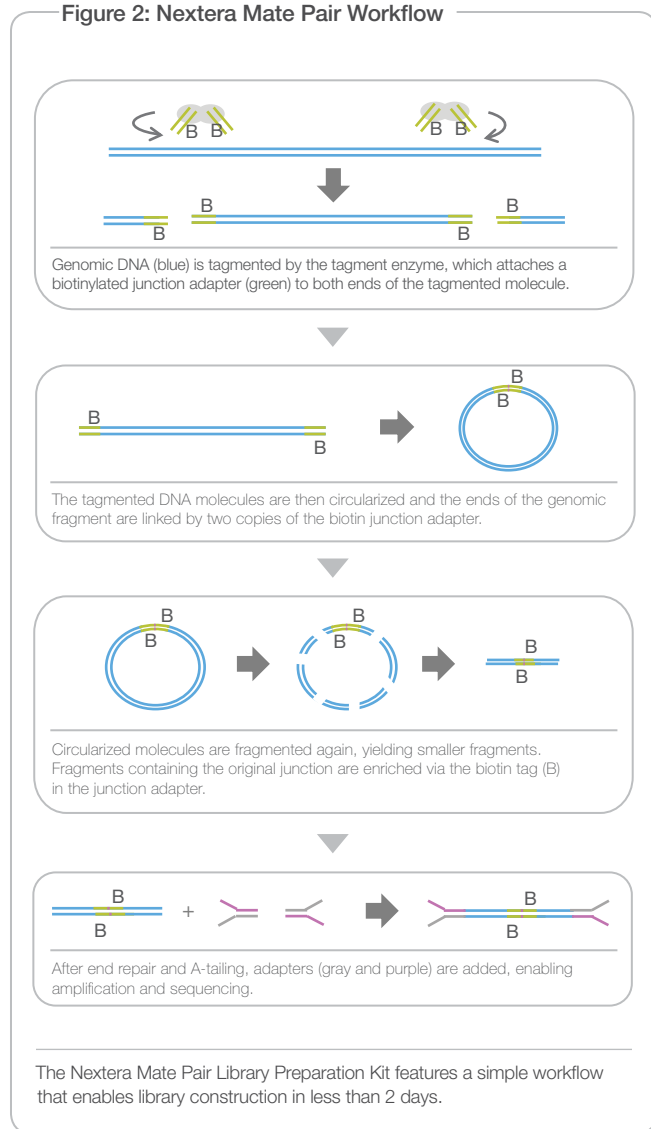 Figure 2: Nextera Mate Pair Workflow
B B
B B
B
B
B
B
Genomic DNA (blue) is tagmented by the tagment enzyme, which attaches a
biotinylated junction adapter (green) to both ends of the tagmented molecule.
B
B
B
B
The tagmented DNA molecules are then circularized and the ends of the genomic
fragment are linked by two copies of the biotin junction adapter.
B
B
B
B
B
B
Circularized molecules are fragmented again, yielding smaller fragments.
Fragments containing the original junction are enriched via the biotin tag (B)
in the junction adapter.
B
B
+
B
B
After end repair and A-tailing, adapters (gray and purple) are added, enabling
amplification and sequencing.
The Nextera Mate Pair Library Preparation Kit features a simple workflow
that enables library construction in less than 2 days.